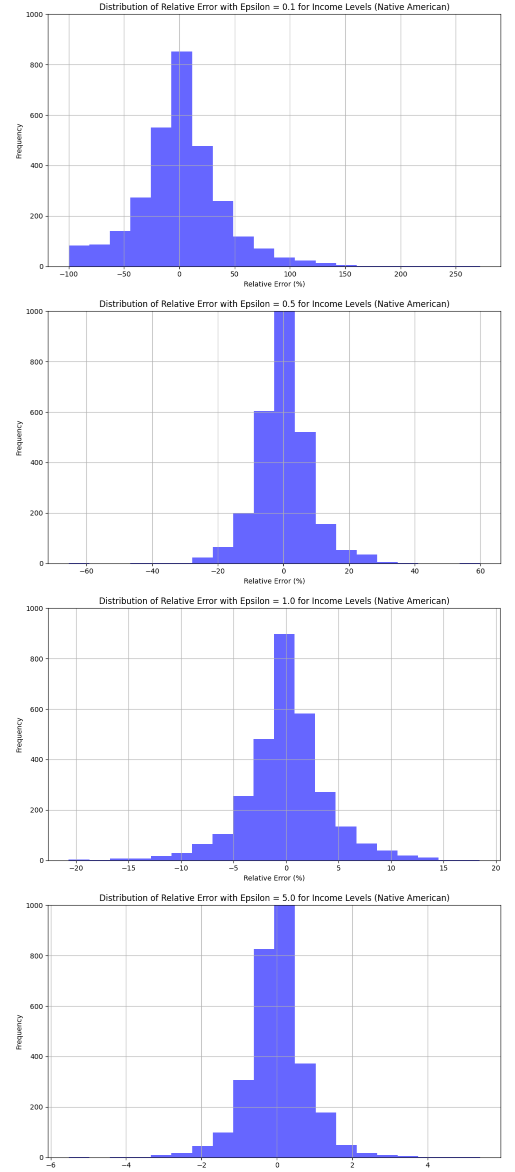 Distribution of Relative Error with Epsilon = 0.1 for Income Levels (Native American)
1000
800
600
400
200
0
Frequency
−100 −50 0 50 100 150 200 250
Relative Error (%)
Distribution of Relative Error with Epsilon = 0.5 for Income Levels (Native American)
1000
800
600
400
200
0
Frequency
−60 −40 −20 0 20 40 60
Relative Error (%)
Distribution of Relative Error with Epsilon = 1.0 for Income Levels (Native American)
1000
800
600
400
200
0
Frequency
−20 −15 −10 −5 0 5 10 15 20
Relative Error (%)
Distribution of Relative Error with Epsilon = 5.0 for Income Levels (Native American)
1000
800
600
400
200
0
Frequency
−6 −4 −2 0 2 4